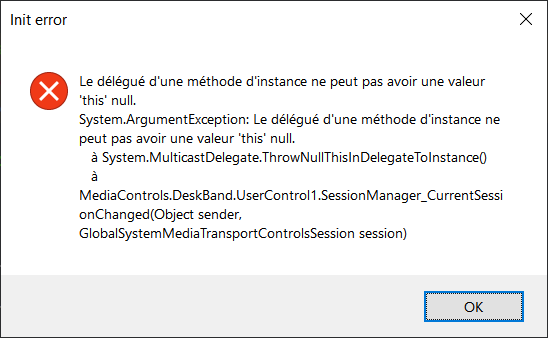 Init error
Le délégué d'une méthode d'instance ne peut pas avoir une valeur
'this' null.
System.ArgumentException: Le délégué d'une méthode d'instance ne
peut pas avoir une valeur 'this' null.
à System.MulticastDelegate.ThrowNullThisInDelegateToInstance()
à
MediaControls.DeskBand.UserControl1.SessionManager_CurrentSessi
onChanged(Object sender,
GlobalSystemMediaTransportControlsSession session)
OK